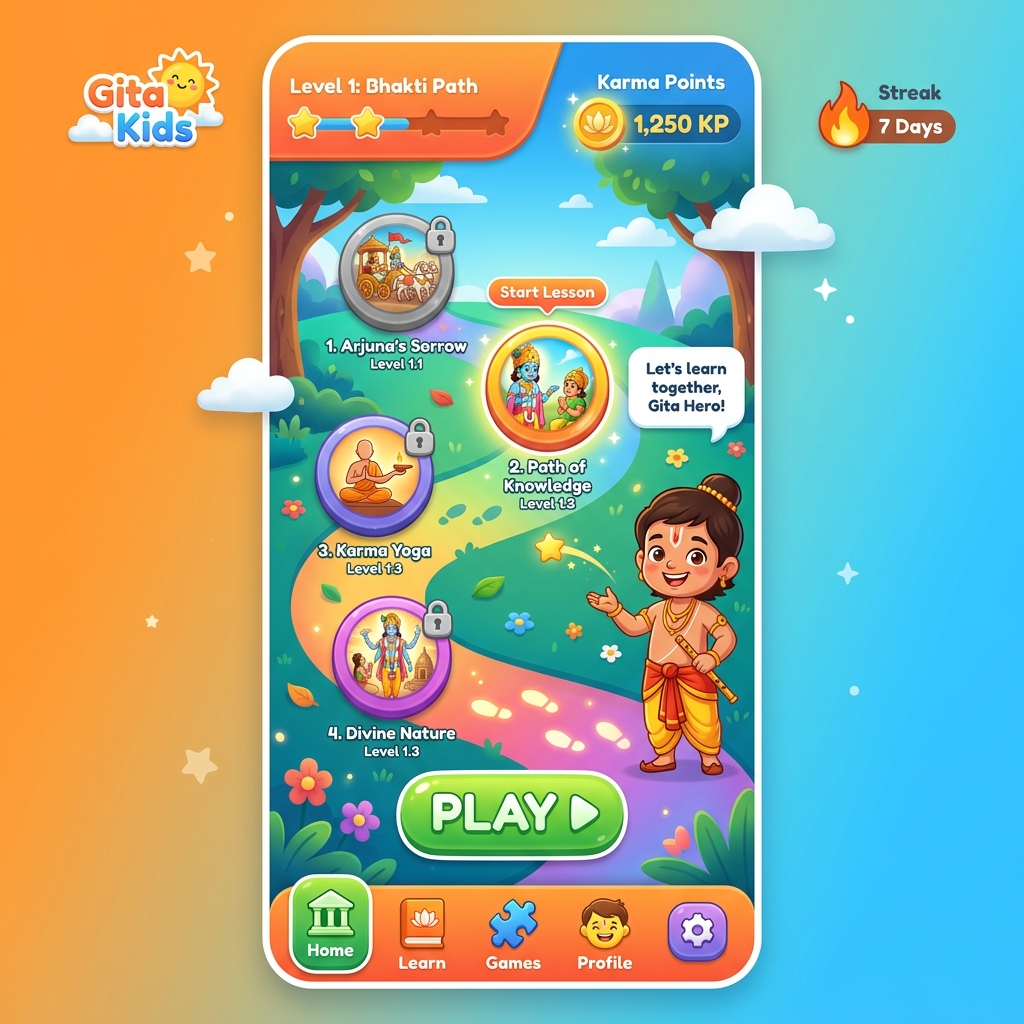 Gita
Kids
Level 1: Bhakti Path
Karma Points
1,250 KP
Streak
7 Days
Start Lesson
1. Arjuna's Sorrow
Level 1.1
Let's learn
together,
Gita Hero!
2. Path of
Knowledge
Level 1.3
3. Karma Yoga
Level 1.3
4. Divine Nature
Level 1.3
PLAY
Home
Learn
Games
Profile